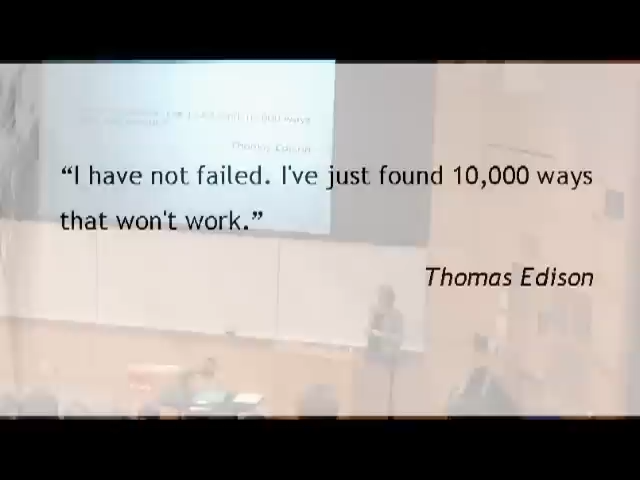 “I have not failed. I've just found 10,000 ways
that won't work.”
Thomas Edison